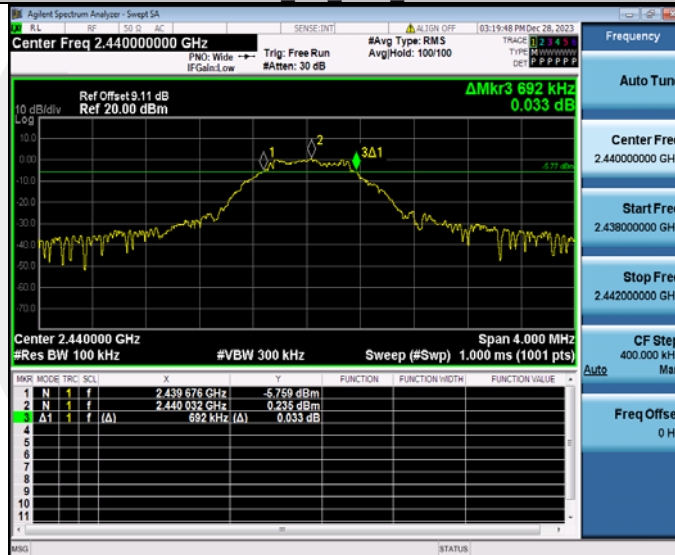 Agilent Spectrum Analyzer - Swept SA
RL RF 50 Ω AC SENSE:INT ALIGN OFF 03:19:48 PM Dec 28, 2023
Center Freq 2.440000000 GHz
PNO: Wide
IFGain:Low
Trig: Free Run
#Atten: 30 dB
#Avg Type: RMS
Avg|Hold: 100/100
TRACE 1 2 3 4 5 6
TYPE M WWWWW
DET P P P P P P
Frequency
Auto Tun
Center Fre
2.440000000 GH
Start Fre
2.438000000 GH
Stop Fre
2.442000000 GH
CF Step
400.000 kH
Auto Ma
Freq Offse
0 H
ΔMkr3 692 kHz
0.033 dB
Ref Offset 9.11 dB
10 dB/div Ref 20.00 dBm
Log
10.0
0.00
-10.0
-20.0
-30.0
-40.0
-50.0
-60.0
-70.0
1
2
3Δ1
-5.77 dBm
Center 2.440000 GHz Span 4.000 MHz
#Res BW 100 kHz #VBW 300 kHz Sweep (#Swp) 1.000 ms (1001 pts)
MKR MODE TRC SCL X Y FUNCTION FUNCTION WIDTH FUNCTION VALUE
1 N 1 f 2.439 676 GHz -5.759 dBm
2 N 1 f 2.440 032 GHz 0.235 dBm
3 Δ1 1 f (Δ) 692 kHz (Δ) 0.033 dB
4
5
6
7
8
9
10
11
MSG STATUS